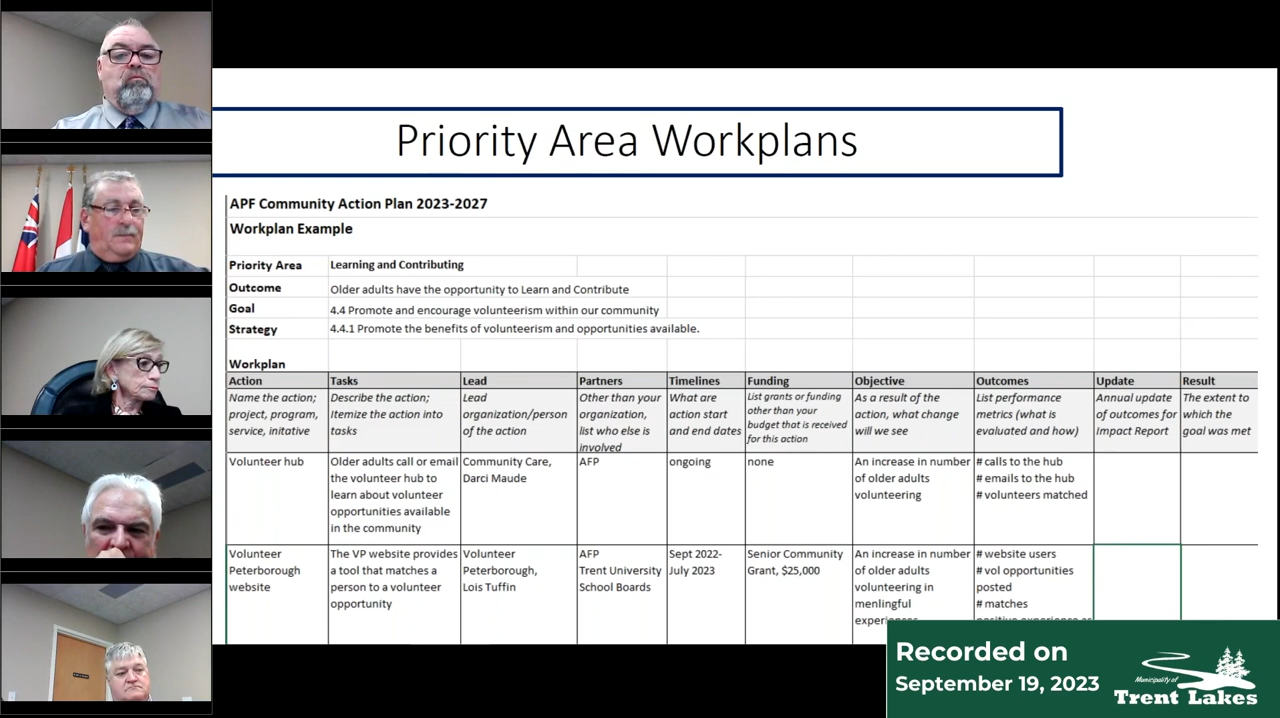 Priority Area Workplans
APF Community Action Plan 2023-2027
Workplan Example
Priority Area Learning and Contributing
Outcome Older adults have the opportunity to Learn and Contribute
Goal 4.4 Promote and encourage volunteerism within our community
Strategy 4.4.1 Promote the benefits of volunteerism and opportunities available.
Workplan
Action Tasks Lead Partners Timelines Funding Objective Outcomes Update Result
Name the action;
project, program,
service, initative
Describe the action;
Itemize the action into
tasks
Lead
organization/person
of the action
Other than your
organization,
list who else is
involved
What are
action start
and end dates
List grants or funding
other than your
budget that is received
for this action
As a result of the
action, what change
will we see
List performance
metrics (what is
evaluated and how)
Annual update
of outcomes for
Impact Report
The extent to
which the
goal was met
Volunteer hub
Older adults call or email
the volunteer hub to
learn about volunteer
opportunities available
in the community
Community Care,
Darci Maude
AFP
ongoing
none
An increase in number
of older adults
volunteering
# calls to the hub
# emails to the hub
# volunteers matched
Volunteer
Peterborough
website
The VP website provides
a tool that matches a
person to a volunteer
opportunity
Volunteer
Peterborough,
Lois Tuffin
AFP
Trent University
School Boards
Sept 2022-
July 2023
Senior Community
Grant, $25,000
An increase in number
of older adults
volunteering in
menlingful
experiences
# website users
# vol opportunities
posted
# matches
positive experience as
Recorded on
September 19, 2023
Municipality of
Trent Lakes